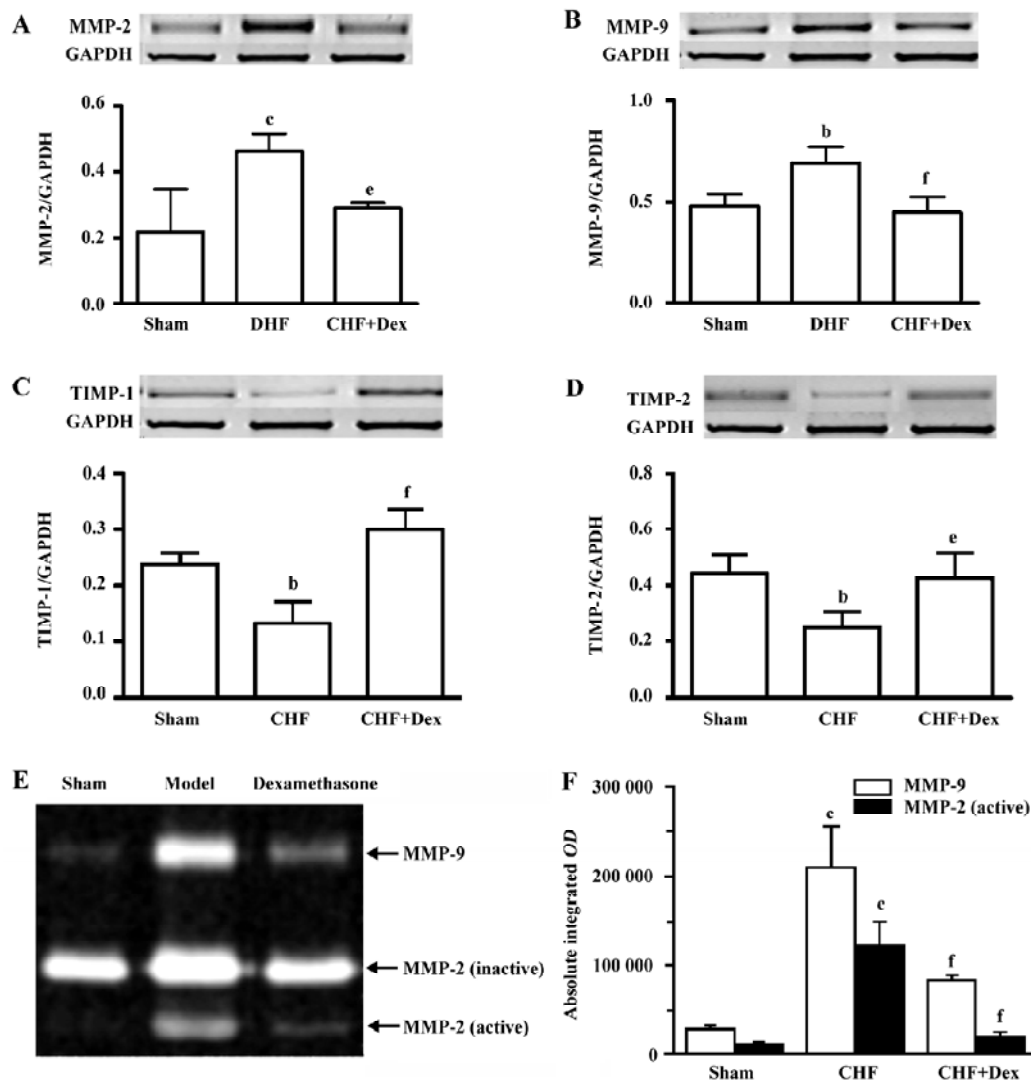 A
MMP-2
GAPDH
MMP-2/GAPDH
0.6
0.4
0.2
0.0
c
e
Sham DHF CHF+Dex
B
MMP-9
GAPDH
MMP-9/GAPDH
1.0
0.5
0.0
b
f
Sham DHF CHF+Dex
C
TIMP-1
GAPDH
TIMP-1/GAPDH
0.4
0.3
0.2
0.1
0.0
b
f
Sham CHF CHF+Dex
D
TIMP-2
GAPDH
TIMP-2/GAPDH
0.8
0.6
0.4
0.2
0.0
b
e
Sham CHF CHF+Dex
E
Sham Model Dexamethasone
MMP-9
MMP-2 (inactive)
MMP-2 (active)
F
MMP-9
MMP-2 (active)
Absolute integrated OD
300 000
200 000
100 000
0
c
c
f
f
Sham CHF CHF+Dex